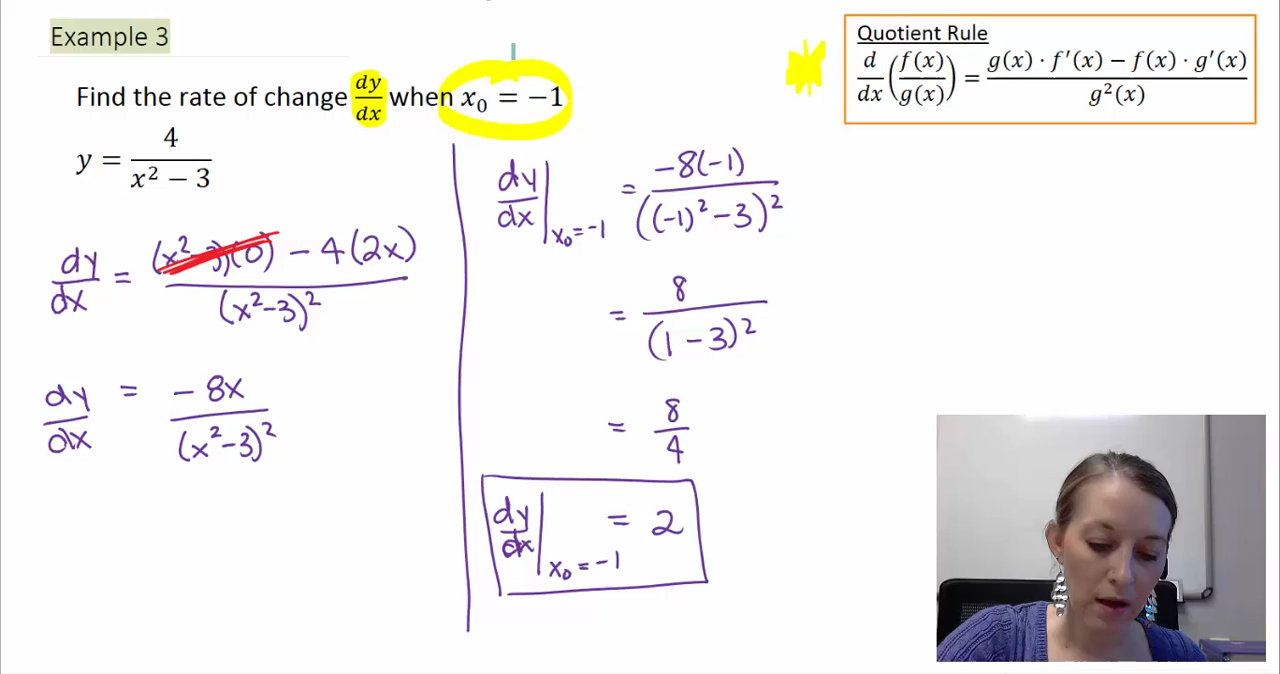 Example 3
Find the rate of change dy/dx when x₀ = −1
y = 4/(x² − 3)
dy/dx = ((x²−3)(0) − 4(2x))/(x²−3)²
dy/dx = −8x/(x²−3)²
dy/dx |x₀=−1 = −8(−1)/((−1)²−3)²
= 8/(1−3)²
= 8/4
dy/dx |x₀=−1 = 2
Quotient Rule
d/dx (f(x)/g(x)) = (g(x) · f′(x) − f(x) · g′(x))/g²(x)